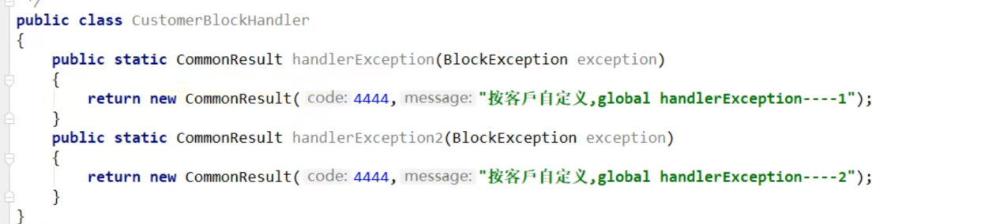 */
public class CustomerBlockHandler
{
public static CommonResult handlerException(BlockException exception)
{
return new CommonResult( code: 4444, message: "按客戶自定义,global handlerException----1");
}
public static CommonResult handlerException2(BlockException exception)
{
return new CommonResult( code: 4444, message: "按客戶自定义,global handlerException----2");
}
}